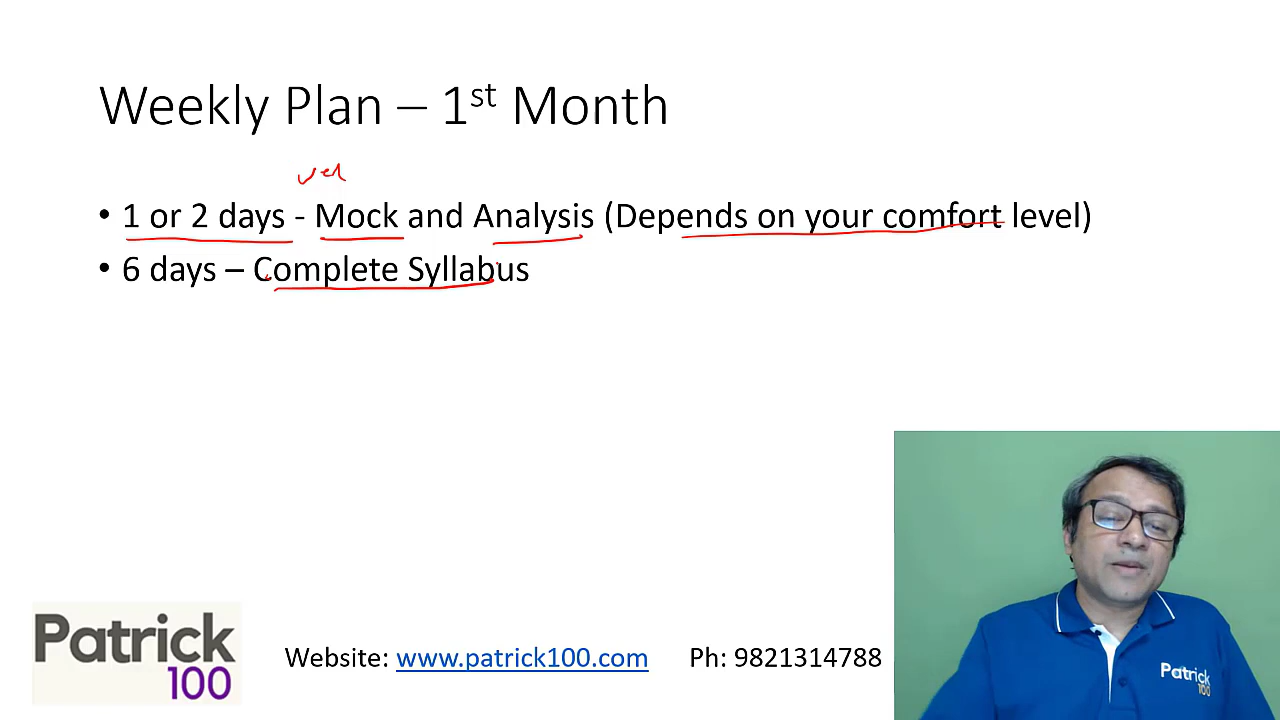 Weekly Plan – 1st Month
• 1 or 2 days - Mock and Analysis (Depends on your comfort level)
• 6 days – Complete Syllabus
Patrick
100
Website: www.patrick100.com Ph: 9821314788
Patrick
100